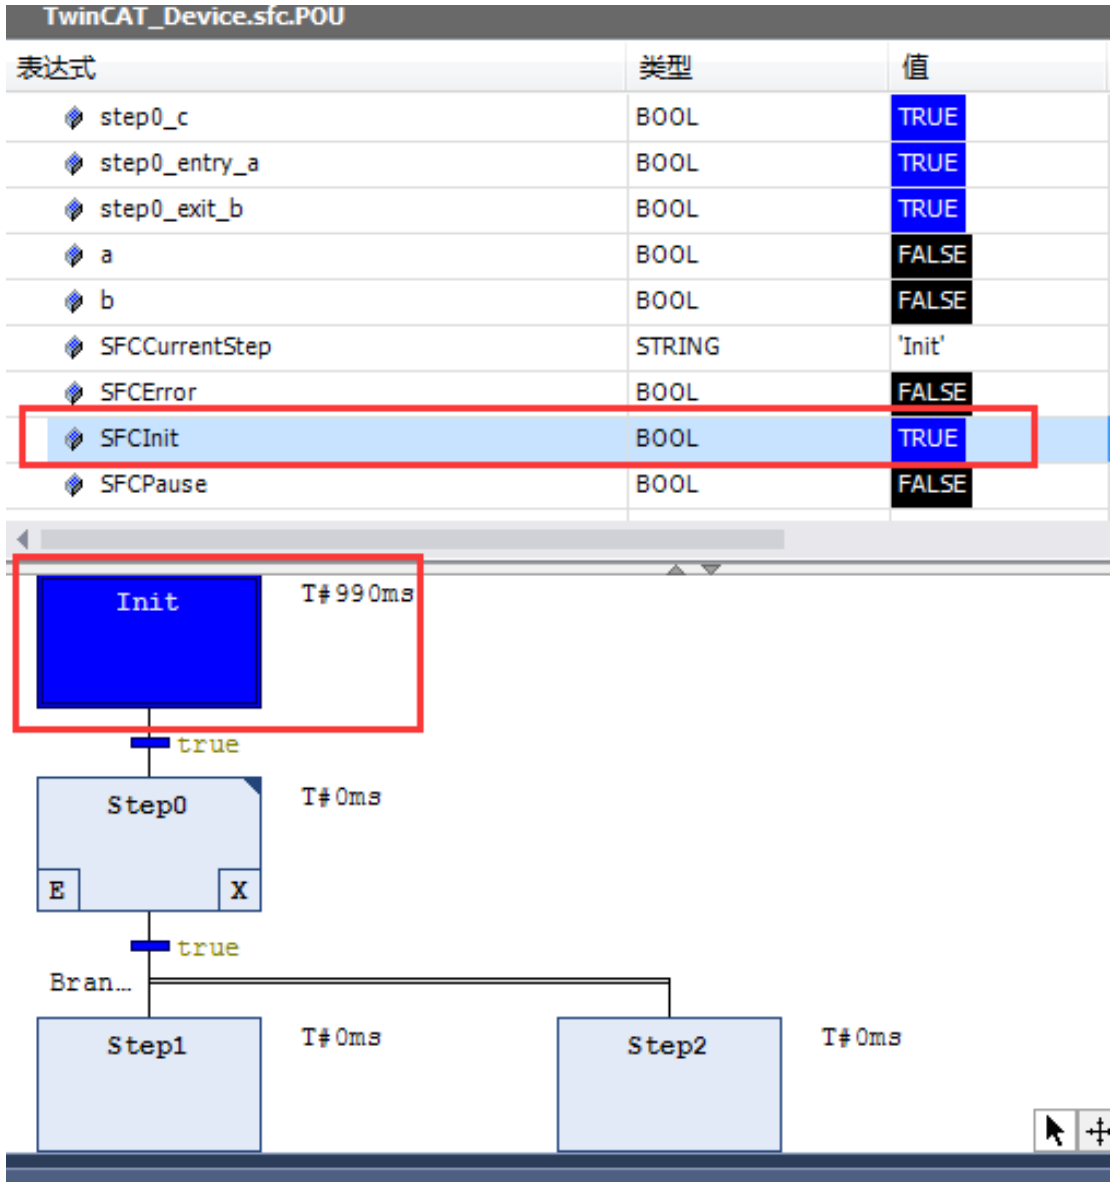 TwinCAT_Device.sfc.POU
表达式 类型 值
step0_c BOOL TRUE
step0_entry_a BOOL TRUE
step0_exit_b BOOL TRUE
a BOOL FALSE
b BOOL FALSE
SFCCurrentStep STRING 'Init'
SFCError BOOL FALSE
SFCInit BOOL TRUE
SFCPause BOOL FALSE
Init T#990ms
true
Step0 T#0ms
E X
true
Bran...
Step1 T#0ms Step2 T#0ms